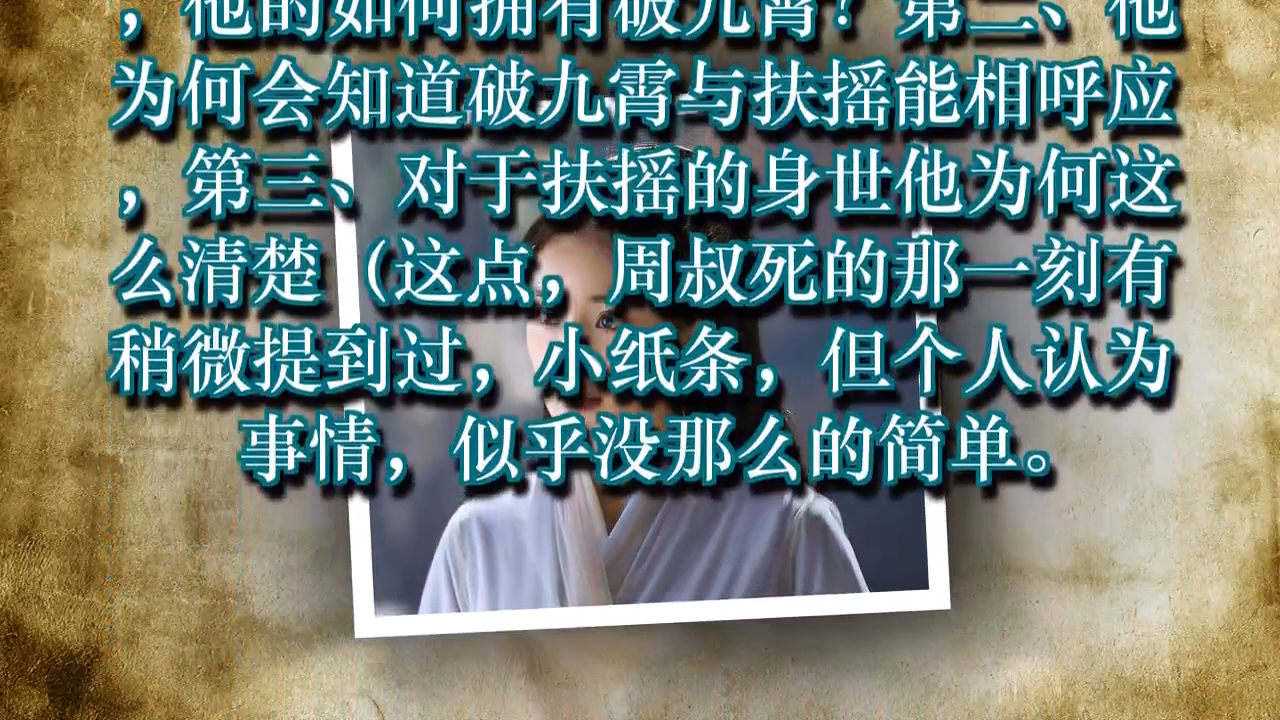 ，他的如何拥有破九霄？第二、他
为何会知道破九霄与扶摇能相呼应
，第三、对于扶摇的身世他为何这
么清楚（这点，周叔死的那一刻有
稍微提到过，小纸条，但个人认为
事情，似乎没那么的简单。